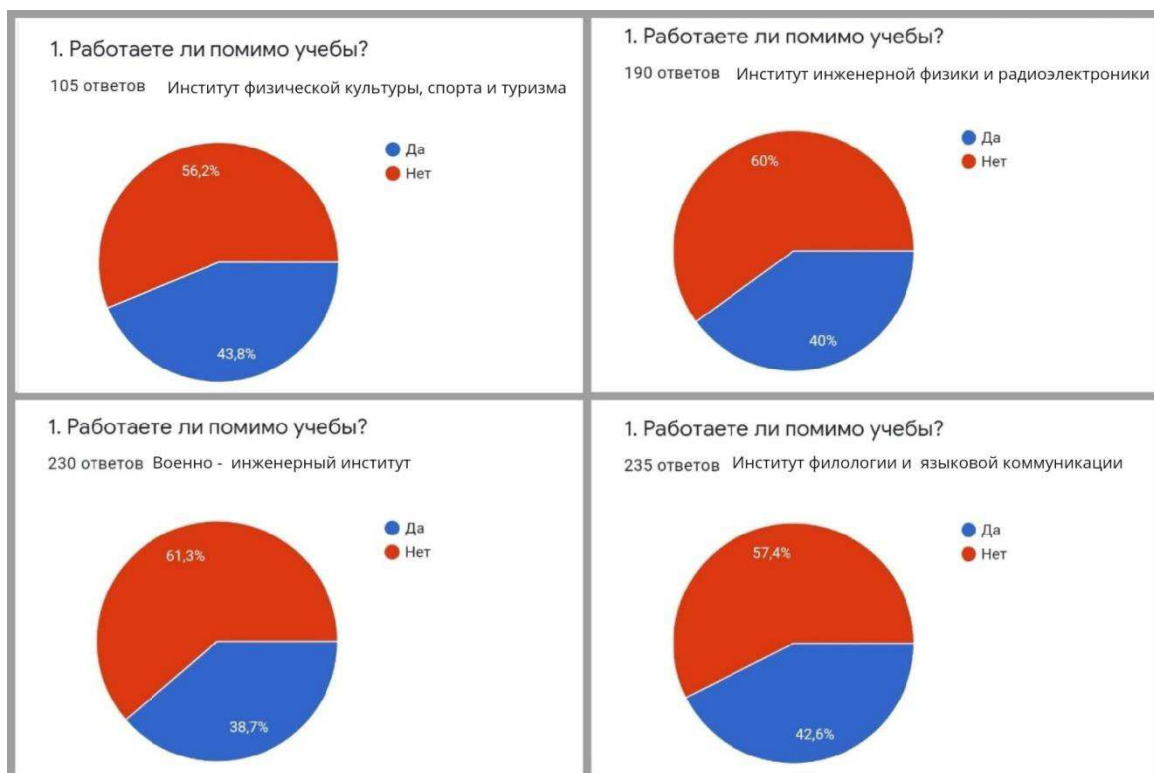 1. Работаете ли помимо учебы?
105 ответов Институт физической культуры, спорта и туризма
Да
Нет
56,2%
43,8%
1. Работаете ли помимо учебы?
190 ответов Институт инженерной физики и радиоэлектроники
Да
Нет
60%
40%
1. Работаете ли помимо учебы?
230 ответов Военно - инженерный институт
Да
Нет
61,3%
38,7%
1. Работаете ли помимо учебы?
235 ответов Институт филологии и языковой коммуникации
Да
Нет
57,4%
42,6%